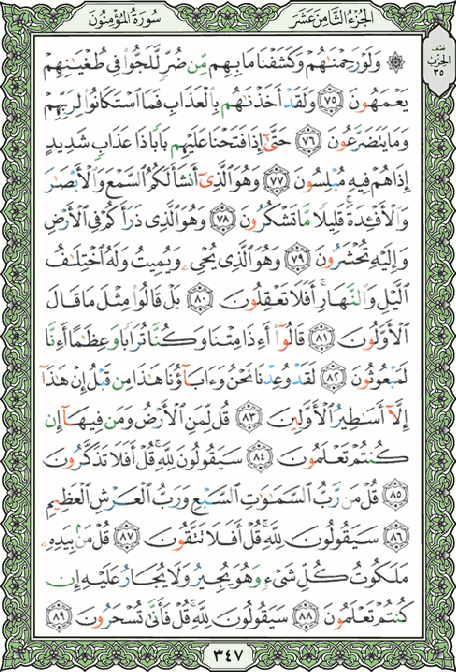 الجزء الثامن عشر
سورة المؤمنون
نصف
الحزب
٣٥
۞ وَلَوْ رَحِمْنَٰهُمْ وَكَشَفْنَا مَا بِهِم مِّن ضُرٍّ لَّلَجُّوا۟ فِى طُغْيَٰنِهِمْ
يَعْمَهُونَ ٧٥ وَلَقَدْ أَخَذْنَٰهُم بِٱلْعَذَابِ فَمَا ٱسْتَكَانُوا۟ لِرَبِّهِمْ
وَمَا يَتَضَرَّعُونَ ٧٦ حَتَّىٰٓ إِذَا فَتَحْنَا عَلَيْهِم بَابًا ذَا عَذَابٍ شَدِيدٍ
إِذَا هُمْ فِيهِ مُبْلِسُونَ ٧٧ وَهُوَ ٱلَّذِىٓ أَنشَأَ لَكُمُ ٱلسَّمْعَ وَٱلْأَبْصَٰرَ
وَٱلْأَفْـِٔدَةَ ۚ قَلِيلًا مَّا تَشْكُرُونَ ٧٨ وَهُوَ ٱلَّذِى ذَرَأَكُمْ فِى ٱلْأَرْضِ
وَإِلَيْهِ تُحْشَرُونَ ٧٩ وَهُوَ ٱلَّذِى يُحْىِۦ وَيُمِيتُ وَلَهُ ٱخْتِلَٰفُ
ٱلَّيْلِ وَٱلنَّهَارِ ۚ أَفَلَا تَعْقِلُونَ ٨٠ بَلْ قَالُوا۟ مِثْلَ مَا قَالَ
ٱلْأَوَّلُونَ ٨١ قَالُوٓا۟ أَءِذَا مِتْنَا وَكُنَّا تُرَابًا وَعِظَٰمًا أَءِنَّا
لَمَبْعُوثُونَ ٨٢ لَقَدْ وُعِدْنَا نَحْنُ وَءَابَآؤُنَا هَٰذَا مِن قَبْلُ إِنْ هَٰذَآ
إِلَّآ أَسَٰطِيرُ ٱلْأَوَّلِينَ ٨٣ قُل لِّمَنِ ٱلْأَرْضُ وَمَن فِيهَآ إِن
كُنتُمْ تَعْلَمُونَ ٨٤ سَيَقُولُونَ لِلَّهِ ۚ قُلْ أَفَلَا تَذَكَّرُونَ
٨٥ قُلْ مَن رَّبُّ ٱلسَّمَٰوَٰتِ ٱلسَّبْعِ وَرَبُّ ٱلْعَرْشِ ٱلْعَظِيمِ
٨٦ سَيَقُولُونَ لِلَّهِ ۚ قُلْ أَفَلَا تَتَّقُونَ ٨٧ قُلْ مَنۢ بِيَدِهِۦ
مَلَكُوتُ كُلِّ شَىْءٍ وَهُوَ يُجِيرُ وَلَا يُجَارُ عَلَيْهِ إِن
كُنتُمْ تَعْلَمُونَ ٨٨ سَيَقُولُونَ لِلَّهِ ۚ قُلْ فَأَنَّىٰ تُسْحَرُونَ ٨٩
٣٤٧